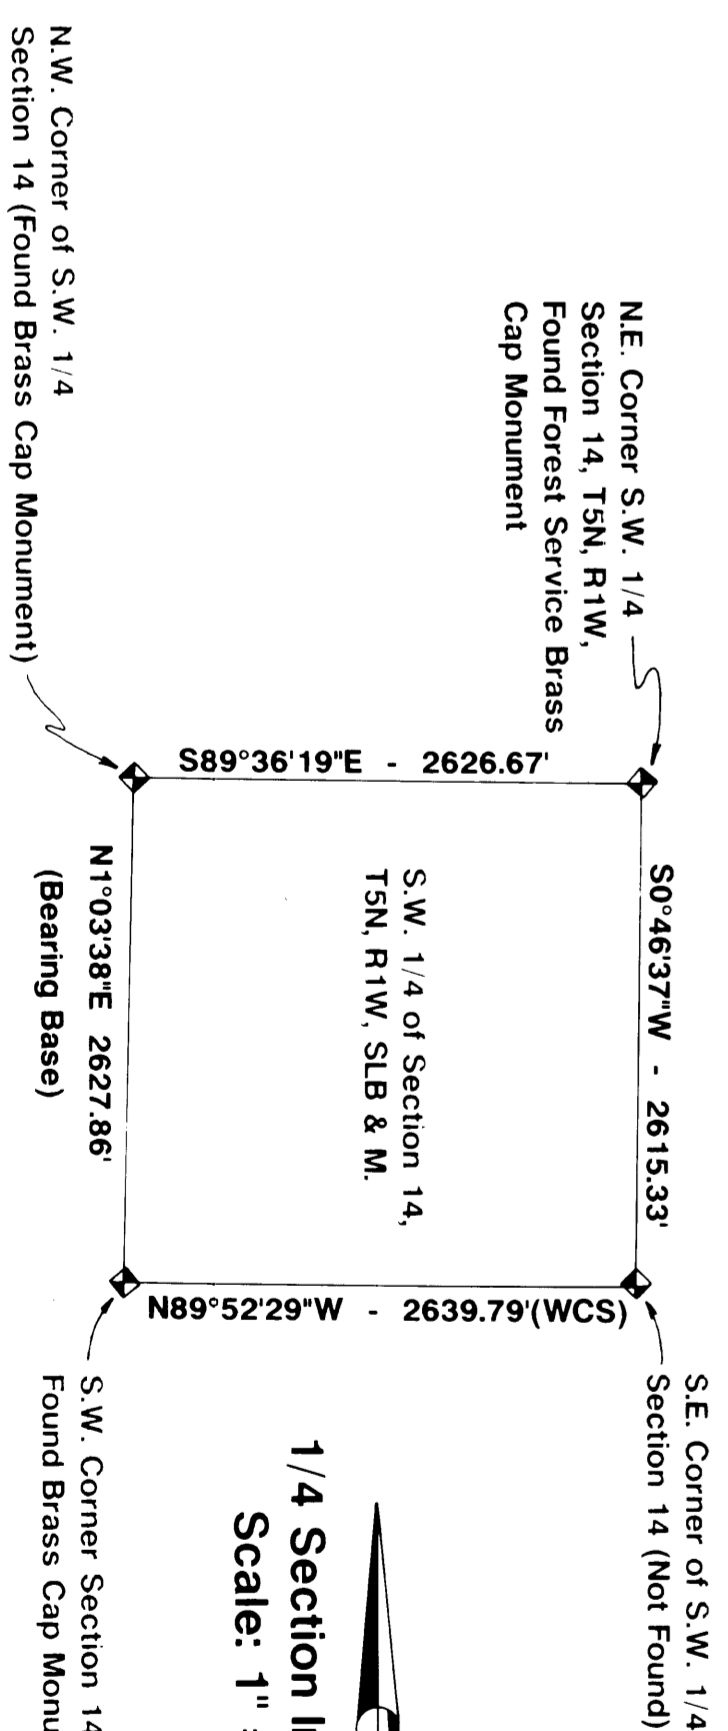 N.W. Corner of S.W. 1/4
Section 14 (Found Brass Cap Monument)
N.E. Corner S.W. 1/4
Section 14, T5N, R1W,
Found Forest Service Brass
Cap Monument
S89°36'19"E - 2626.67'
S0°46'37"W - 2615.33'
S.W. 1/4 of Section 14,
T5N, R1W, SLB & M.
N1°03'38"E 2627.86'
(Bearing Base)
N89°52'29"W - 2639.79'(WCS)
S.E. Corner of S.W. 1/4
Section 14 (Not Found)
S.W. Corner Section 14
Found Brass Cap Monu
1/4 Section
Scale: 1"